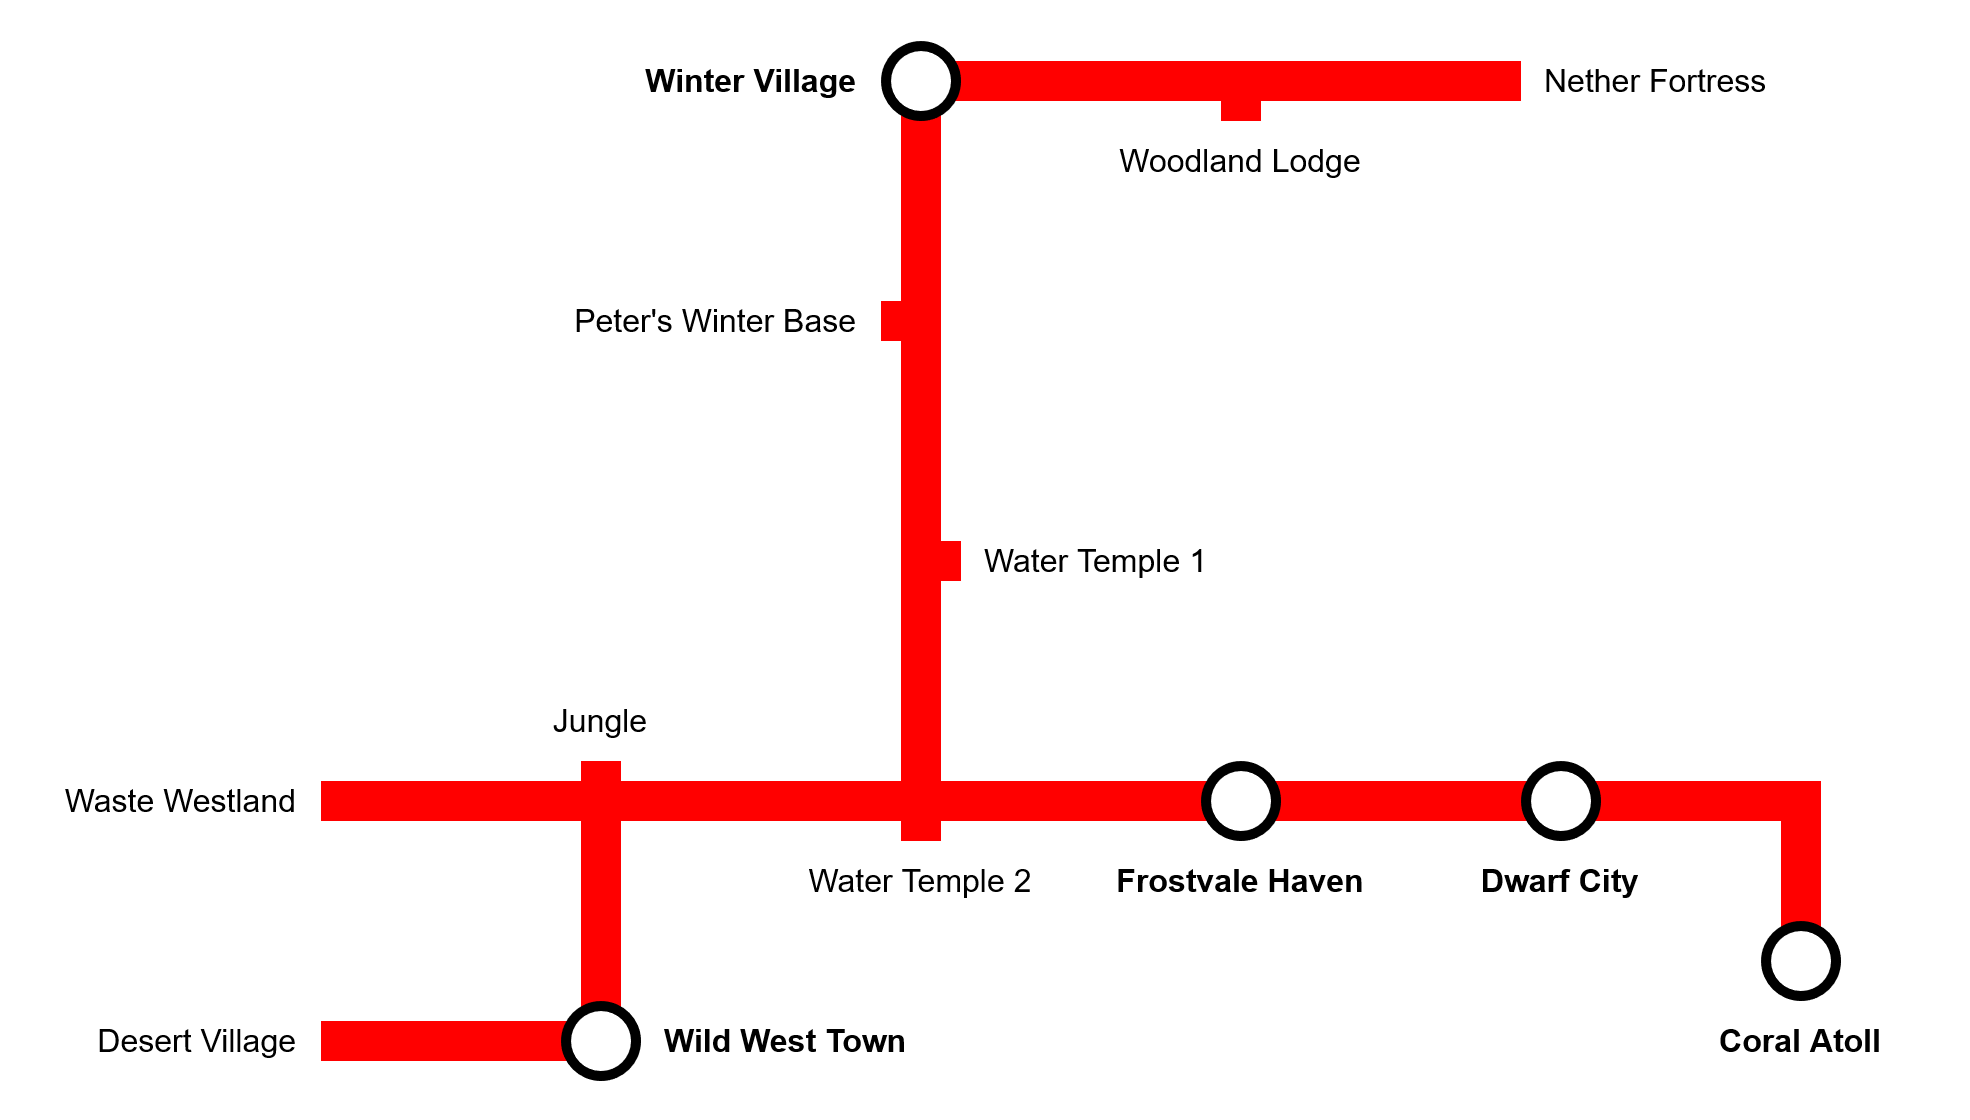 Winter Village
Nether Fortress
Woodland Lodge
Peter's Winter Base
Water Temple 1
Jungle
Waste Westland
Water Temple 2
Frostvale Haven
Dwarf City
Desert Village
Wild West Town
Coral Atoll